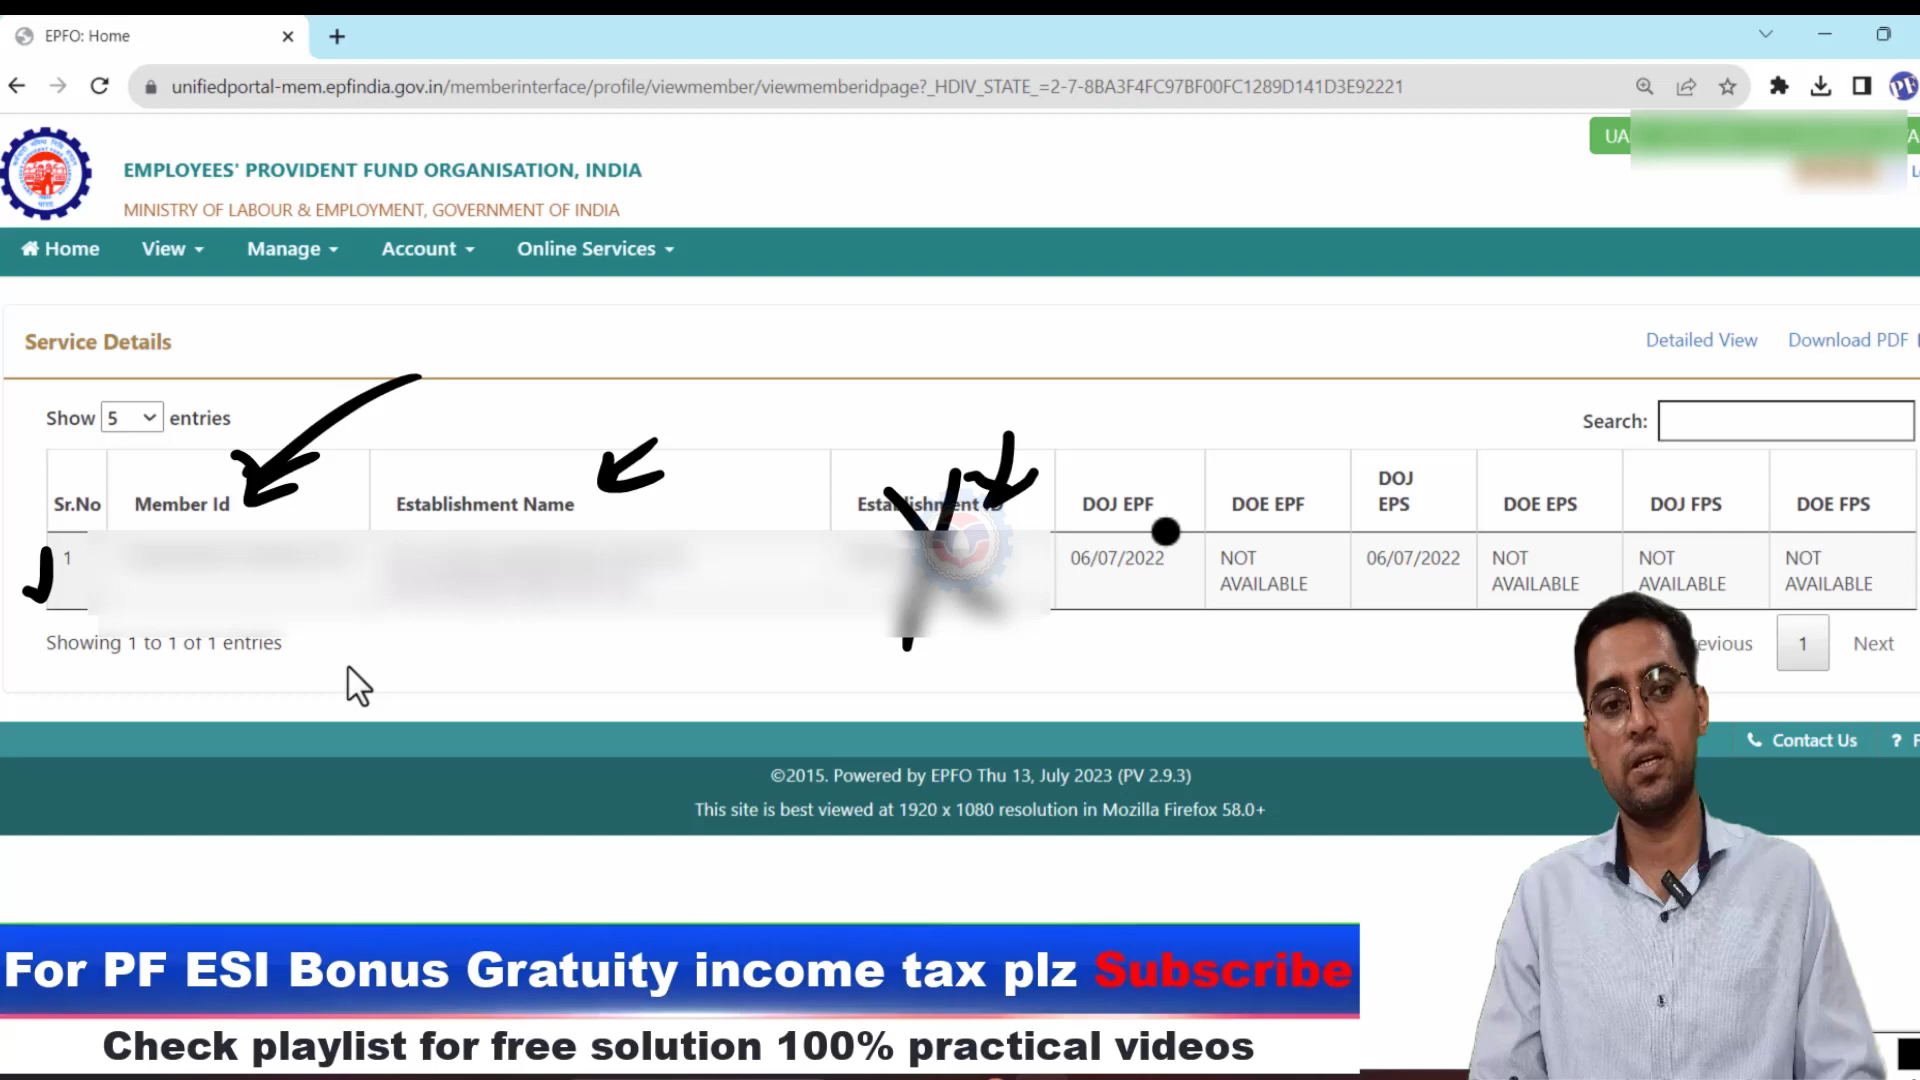 EPFO: Home
unifiedportal-mem.epfindia.gov.in/memberinterface/profile/viewmember/viewmemberidpage?_HDIV_STATE_=2-7-8BA3F4FC97BF00FC1289D141D3E92221
UA
EMPLOYEES' PROVIDENT FUND ORGANISATION, INDIA
MINISTRY OF LABOUR & EMPLOYMENT, GOVERNMENT OF INDIA
Home View Manage Account Online Services
Service Details Detailed View Download PDF
Show 5 entries Search:
Sr.No Member Id Establishment Name Establishment ID DOJ EPF DOE EPF DOJ EPS DOE EPS DOJ FPS DOE FPS
1 06/07/2022 NOT AVAILABLE 06/07/2022 NOT AVAILABLE NOT AVAILABLE NOT AVAILABLE
Showing 1 to 1 of 1 entries evious 1 Next
Contact Us ? F
©2015. Powered by EPFO Thu 13, July 2023 (PV 2.9.3)
This site is best viewed at 1920 x 1080 resolution in Mozilla Firefox 58.0+
For PF ESI Bonus Gratuity income tax plz Subscribe
Check playlist for free solution 100% practical videos